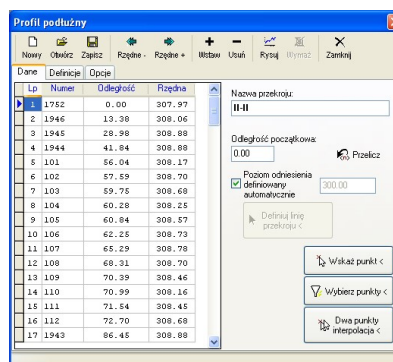 Profil podłużny
Nowy Otwórz Zapisz Rzędne - Rzędne + Wstaw Usuń Rysuj Wymaż Zamknij
Dane Definicje Opcje
Lp Numer Odległość Rzędna
1 1752 0.00 307.97
2 1946 13.38 308.06
3 1945 28.98 308.88
4 1944 41.84 308.88
5 101 56.04 308.17
6 102 57.59 308.70
7 103 59.75 308.68
8 104 60.28 308.25
9 105 60.84 308.57
10 106 62.25 308.73
11 107 65.29 308.78
12 108 68.31 308.70
13 109 70.39 308.46
14 110 70.99 308.16
15 111 71.54 308.45
16 112 72.70 308.68
17 1943 86.45 308.88
Nazwa przekroju:
II-II
Odległość początkowa:
0.00 Przelicz
Poziom odniesienia
definiowany
automatycznie
300.00
Definiuj linię
przekroju <
Wskaż punkt <
Wybierz punkty <
Dwa punkty
interpolacja <